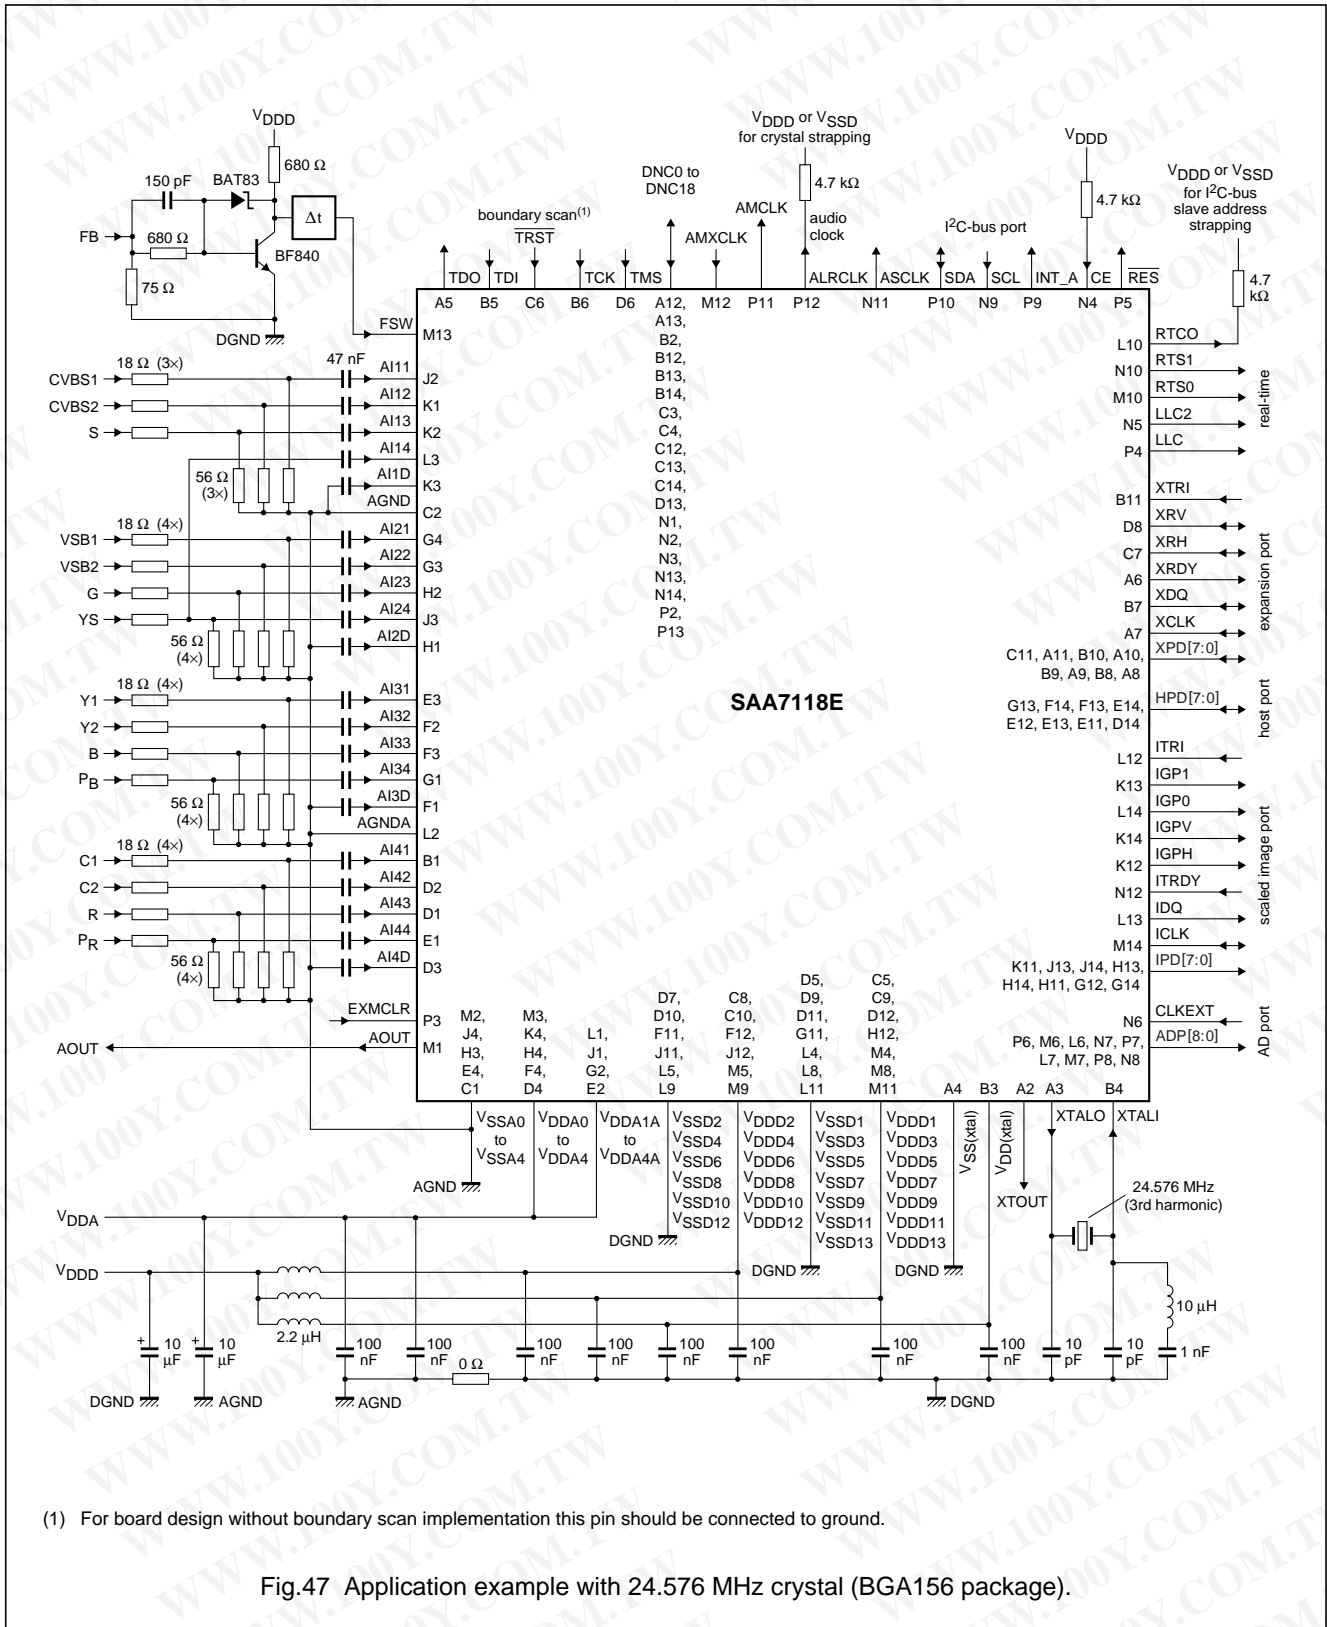 VDDD
680 Ω
150 pF
BAT83
Δt
FB
680 Ω
BF840
75 Ω
DGND
boundary scan(1)
TRST
TDO
TDI
TCK
TMS
DNC0 to
DNC18
AMXCLK
AMCLK
VDDD or VSSD
for crystal strapping
4.7 kΩ
audio
clock
ALRCLK
ASCLK
I2C-bus port
SDA
SCL
INT_A
VDDD
4.7 kΩ
CE
RES
VDDD or VSSD
for I2C-bus
slave address
strapping
4.7
kΩ
A5
B5
C6
B6
D6
A12,
A13,
B2,
B12,
B13,
B14,
C3,
C4,
C12,
C13,
C14,
D13,
N1,
N2,
N3,
N13,
N14,
P2,
P13
M12
P11
P12
N11
P10
N9
P9
N4
P5
FSW
M13
18 Ω (3×)
47 nF
CVBS1
AI11
J2
CVBS2
AI12
K1
S
AI13
K2
AI14
L3
56 Ω
(3×)
AI1D
K3
AGND
C2
18 Ω (4×)
VSB1
AI21
G4
VSB2
AI22
G3
G
AI23
H2
YS
AI24
J3
56 Ω
(4×)
AI2D
H1
18 Ω (4×)
Y1
AI31
E3
Y2
AI32
F2
B
AI33
F3
PB
AI34
G1
56 Ω
(4×)
AI3D
F1
AGNDA
L2
18 Ω (4×)
C1
AI41
B1
C2
AI42
D2
R
AI43
D1
PR
AI44
E1
56 Ω
(4×)
AI4D
D3
EXMCLR
P3
AOUT
AOUT
M1
SAA7118E
L10
RTCO
N10
RTS1
M10
RTS0
N5
LLC2
P4
LLC
real-time
B11
XTRI
D8
XRV
C7
XRH
A6
XRDY
B7
XDQ
A7
XCLK
C11, A11, B10, A10,
B9, A9, B8, A8
XPD[7:0]
expansion port
G13, F14, F13, E14,
E12, E13, E11, D14
HPD[7:0]
host port
L12
ITRI
K13
IGP1
L14
IGP0
K14
IGPV
K12
IGPH
N12
ITRDY
L13
IDQ
M14
ICLK
K11, J13, J14, H13,
H14, H11, G12, G14
IPD[7:0]
scaled image port
N6
CLKEXT
P6, M6, L6, N7, P7,
L7, M7, P8, N8
ADP[8:0]
AD port
M2,
J4,
H3,
E4,
C1
M3,
K4,
H4,
F4,
D4
L1,
J1,
G2,
E2
D7,
D10,
F11,
J11,
L5,
L9
C8,
C10,
F12,
J12,
M5,
M9
D5,
D9,
D11,
G11,
L4,
L8,
L11
C5,
C9,
D12,
H12,
M4,
M8,
M11
A4
B3
A2
A3
B4
VSSA0
to
VSSA4
VDDA0
to
VDDA4
VDDA1A
to
VDDA4A
VSSD2
VSSD4
VSSD6
VSSD8
VSSD10
VSSD12
VDDD2
VDDD4
VDDD6
VDDD8
VDDD10
VDDD12
VSSD1
VSSD3
VSSD5
VSSD7
VSSD9
VSSD11
VSSD13
VDDD1
VDDD3
VDDD5
VDDD7
VDDD9
VDDD11
VDDD13
VSS(xtal)
VDD(xtal)
XTOUT
XTALO
XTALI
24.576 MHz
(3rd harmonic)
AGND
DGND
DGND
DGND
VDDA
VDDD
2.2 μH
10 μH
+ 10
μF
+ 10
μF
100
nF
100
nF
0 Ω
100
nF
100
nF
100
nF
100
nF
100
nF
100
nF
10
pF
10
pF
1 nF
DGND
AGND
AGND
DGND
(1) For board design without boundary scan implementation this pin should be connected to ground.
Fig.47 Application example with 24.576 MHz crystal (BGA156 package).
WWW.100Y.COM.TW